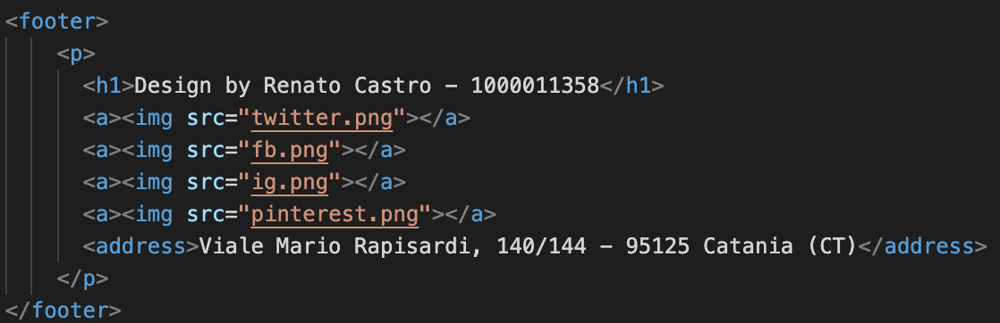 <footer>
<p>
<h1>Design by Renato Castro - 1000011358</h1>
<a><img src="twitter.png"></a>
<a><img src="fb.png"></a>
<a><img src="ig.png"></a>
<a><img src="pinterest.png"></a>
<address>Viale Mario Rapisardi, 140/144 - 95125 Catania (CT)</address>
</p>
</footer>